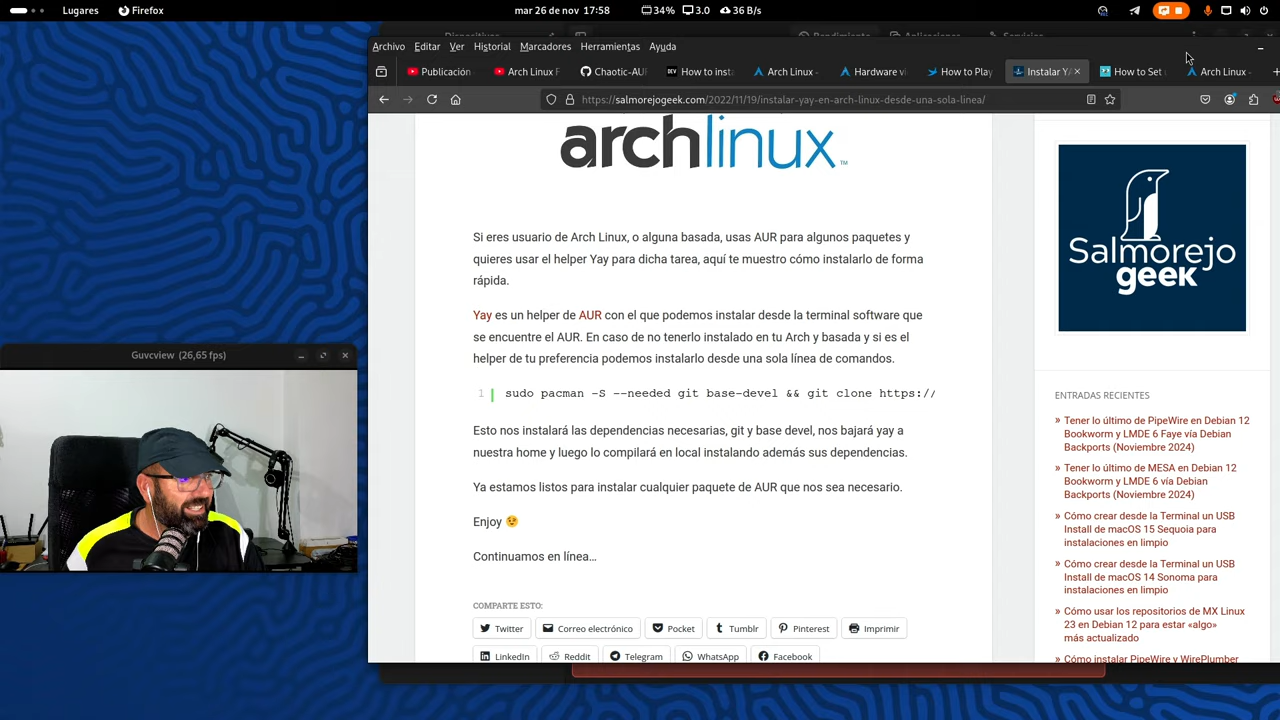 Lugares
Firefox
mar 26 de nov 17:58
34%
3.0
36 B/s
Archivo Editar Ver Historial Marcadores Herramientas Ayuda
Publicación
Arch Linux F
Chaotic-AUR
How to insta
Arch Linux -
Hardware vi
How to Play
Instalar YA
How to Set
Arch Linux -
https://salmorejogeek.com/2022/11/19/instalar-yay-en-arch-linux-desde-una-sola-linea/
archlinux
TM
Si eres usuario de Arch Linux, o alguna basada, usas AUR para algunos paquetes y
quieres usar el helper Yay para dicha tarea, aquí te muestro cómo instalarlo de forma
rápida.
Yay es un helper de AUR con el que podemos instalar desde la terminal software que
se encuentre el AUR. En caso de no tenerlo instalado en tu Arch y basada y si es el
helper de tu preferencia podemos instalarlo desde una sola línea de comandos.
1 sudo pacman -S --needed git base-devel && git clone https://
Esto nos instalará las dependencias necesarias, git y base devel, nos bajará yay a
nuestra home y luego lo compilará en local instalando además sus dependencias.
Ya estamos listos para instalar cualquier paquete de AUR que nos sea necesario.
Enjoy 😉
Continuamos en línea…
COMPARTE ESTO:
Twitter
Correo electrónico
Pocket
Tumblr
Pinterest
Imprimir
LinkedIn
Reddit
Telegram
WhatsApp
Facebook
Salmorejo
geek
ENTRADAS RECIENTES
» Tener lo último de PipeWire en Debian 12
Bookworm y LMDE 6 Faye vía Debian
Backports (Noviembre 2024)
» Tener lo último de MESA en Debian 12
Bookworm y LMDE 6 vía Debian
Backports (Noviembre 2024)
» Cómo crear desde la Terminal un USB
Install de macOS 15 Sequoia para
instalaciones en limpio
» Cómo crear desde la Terminal un USB
Install de macOS 14 Sonoma para
instalaciones en limpio
» Cómo usar los repositorios de MX Linux
23 en Debian 12 para estar «algo»
más actualizado
» Cómo instalar PipeWire y WirePlumber
Guvcview (26,65 fps)